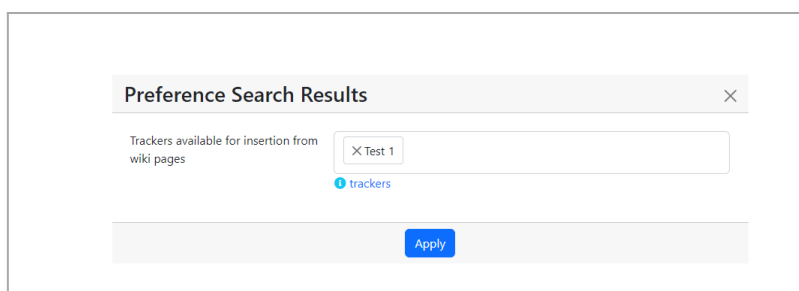 Preference Search Results
Trackers available for insertion from
wiki pages
Test 1
trackers
Apply